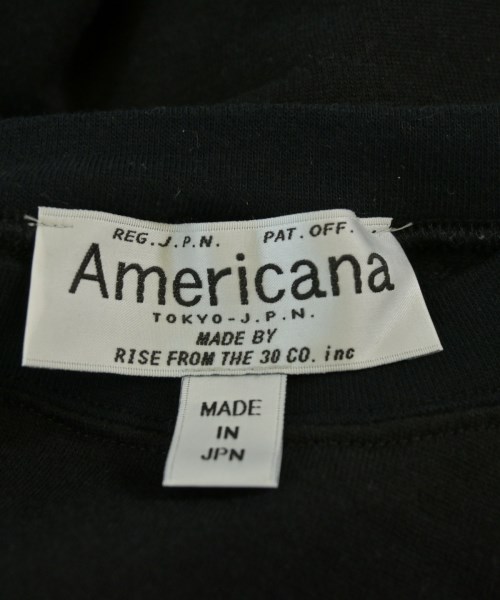 REG.J.P.N. PAT.OFF.
Americana
TOKYO-J.P.N.
MADE BY
RISE FROM THE 30 CO. inc
MADE
IN
JPN